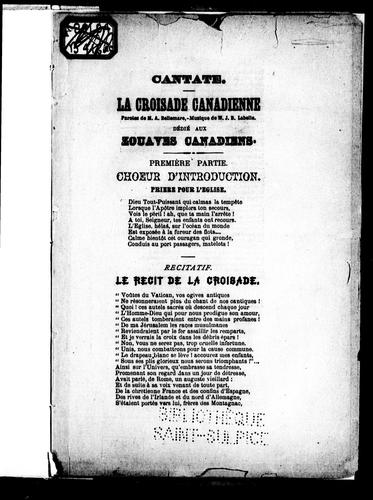 CANTATE.
LA CROISADE CANADIENNE
Paroles de M. A. Bellemare,—Musique de M. J. B. Labelle.
DÉDIÉ AUX
ZOUAVES CANADIENS.
PREMIÈRE PARTIE.
CHOEUR D'INTRODUCTION.
PRIERE POUR L'EGLISE.
Dieu Tout-Puissant qui calmas la tempête
Lorsque l'Apôtre implora ton secours,
Vois le péril! ah, que ta main l'arrête!
A toi, Seigneur, tes enfants ont recours.
L'Eglise, hélas, sur l'océan du monde
Est exposée à la fureur des flots...
Calme bientôt cet ouragan qui gronde,
Conduis au port passagers, matelots!
RECITATIF.
LE RECIT DE LA CROISADE.
" Voûtes du Vatican, vos ogives antiques
" Ne résonneraient plus du chant de nos cantiques!
" Quoi! ces autels sacrés où descend chaque jour
" L'Homme-Dieu qui pour nous prodigue son amour,
" Ces autels tomberaient entre des mains profanes!
" De ma Jérusalem les races musulmanes
" Reviendraient par le fer assaillir les remparts,
" Et je verrais la croix dans les débris épars!
" Non, vous ne serez pas, trop cruelle infortune.
" Unis, nous combattrons pour la cause commune.
" Le drapeau blanc se lève! accourez mes enfants,
" Sous ses plis glorieux nous serons triomphants!"...
Ainsi sur l'Univers, qu'embrasse sa tendresse,
Promenant son regard dans un jour de détresse,
Avait parlé, de Rome, un auguste vieillard:
Et de suite à sa voix venant de toute part,
De la chrétienne France et des confins d'Espagne,
Des rives de l'Irlande et du nord d'Allemagne,
S'étaient portés vers lui, frères des Montagnac,
BIBLIOTHÈQUE
SAINT-SULPICE